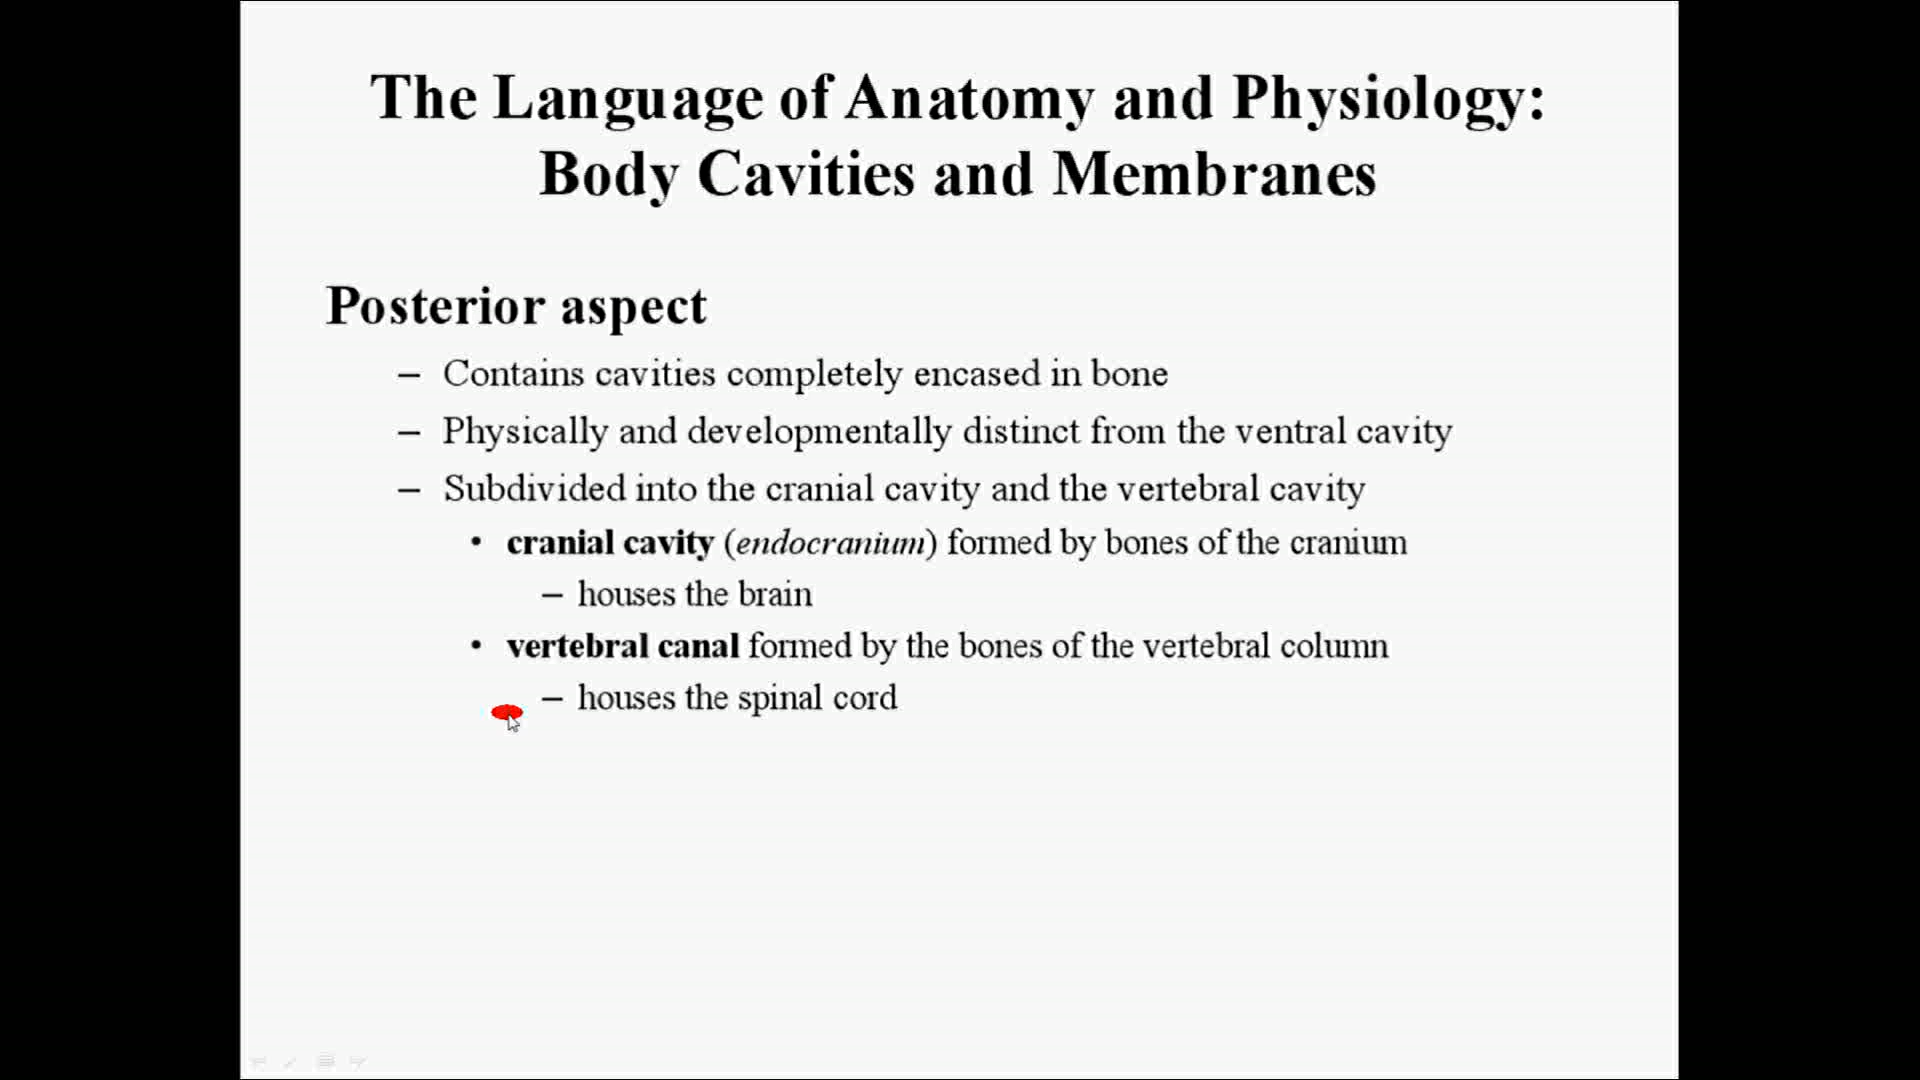 The Language of Anatomy and Physiology:
Body Cavities and Membranes
Posterior aspect
– Contains cavities completely encased in bone
– Physically and developmentally distinct from the ventral cavity
– Subdivided into the cranial cavity and the vertebral cavity
• cranial cavity (endocranium) formed by bones of the cranium
– houses the brain
• vertebral canal formed by the bones of the vertebral column
– houses the spinal cord